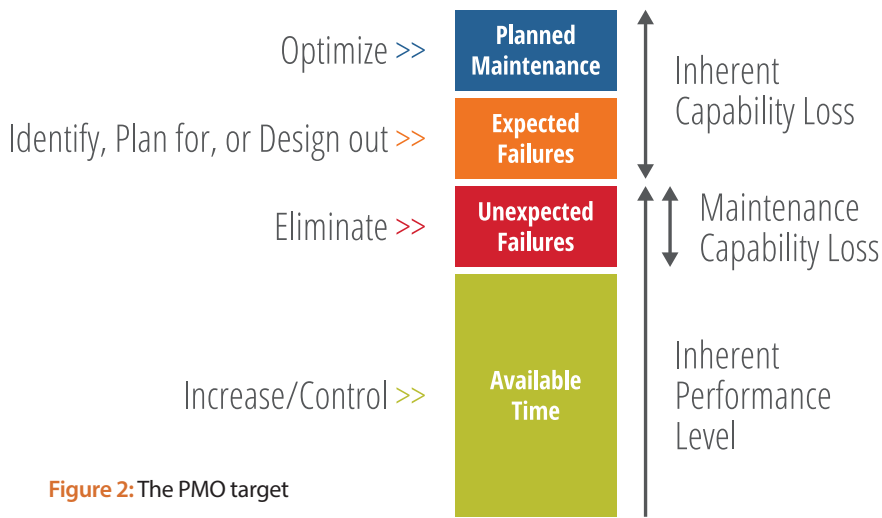 Optimize >>
Planned
Maintenance
Inherent
Capability Loss
Identify, Plan for, or Design out >>
Expected
Failures
Eliminate >>
Unexpected
Failures
Maintenance
Capability Loss
Increase/Control >>
Available
Time
Inherent
Performance
Level
Figure 2: The PMO target